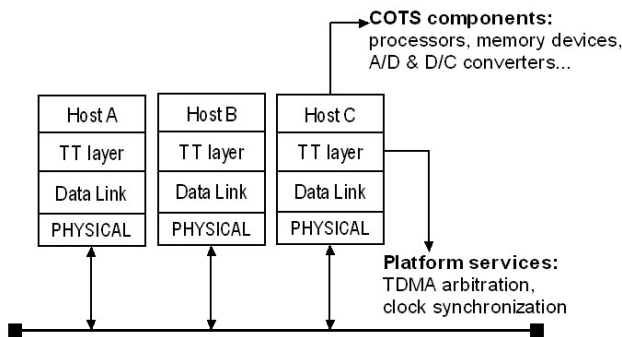 COTS components:
processors, memory devices,
A/D & D/C converters...
Host A
Host B
Host C
TT layer
TT layer
TT layer
Data Link
Data Link
Data Link
PHYSICAL
PHYSICAL
PHYSICAL
Platform services:
TDMA arbitration,
clock synchronization